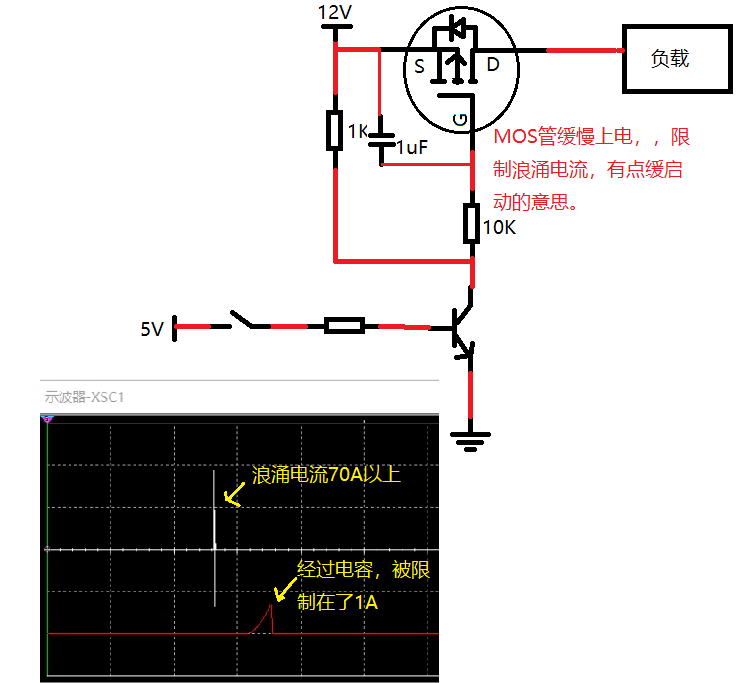 12V
S
D
G
负载
1K
1uF
MOS管缓慢上电，，限
制浪涌电流，有点缓启
动的意思。
10K
5V
示波器-XSC1
浪涌电流70A以上
经过电容，被限
制在了1A